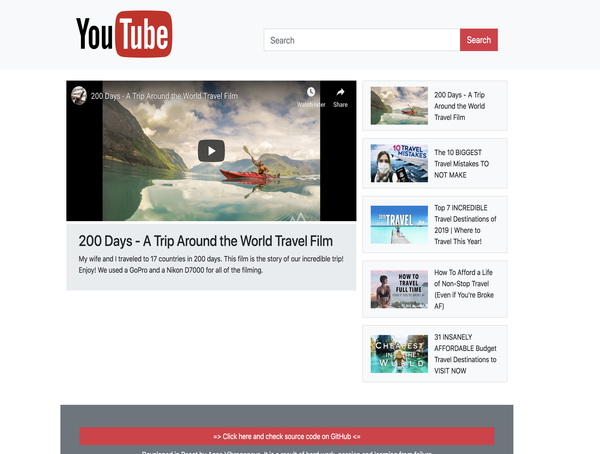 YouTube
Search
Search
200 Days - A Trip Around the World Travel Film
Watch later
Share
200 Days - A Trip Around the World Travel Film
My wife and I traveled to 17 countries in 200 days. This film is the story of our incredible trip!
Enjoy! We used a GoPro and a Nikon D7000 for all of the filming.
200 Days - A Trip
Around the World
Travel Film
10 TRAVEL
MISTAKES
The 10 BIGGEST
Travel Mistakes TO
NOT MAKE
TRAVEL
Top 7 INCREDIBLE
Travel Destinations of
2019 | Where to
Travel This Year!
HOW TO
TRAVEL
FULL TIME
EVEN IF YOU'RE BROKE AF
How To Afford a Life
of Non-Stop Travel
(Even if You're Broke
AF)
CHEAPEST
IN THE
WORLD
31 INSANELY
AFFORDABLE Budget
Travel Destinations to
VISIT NOW
=> Click here and check source code on GitHub <=